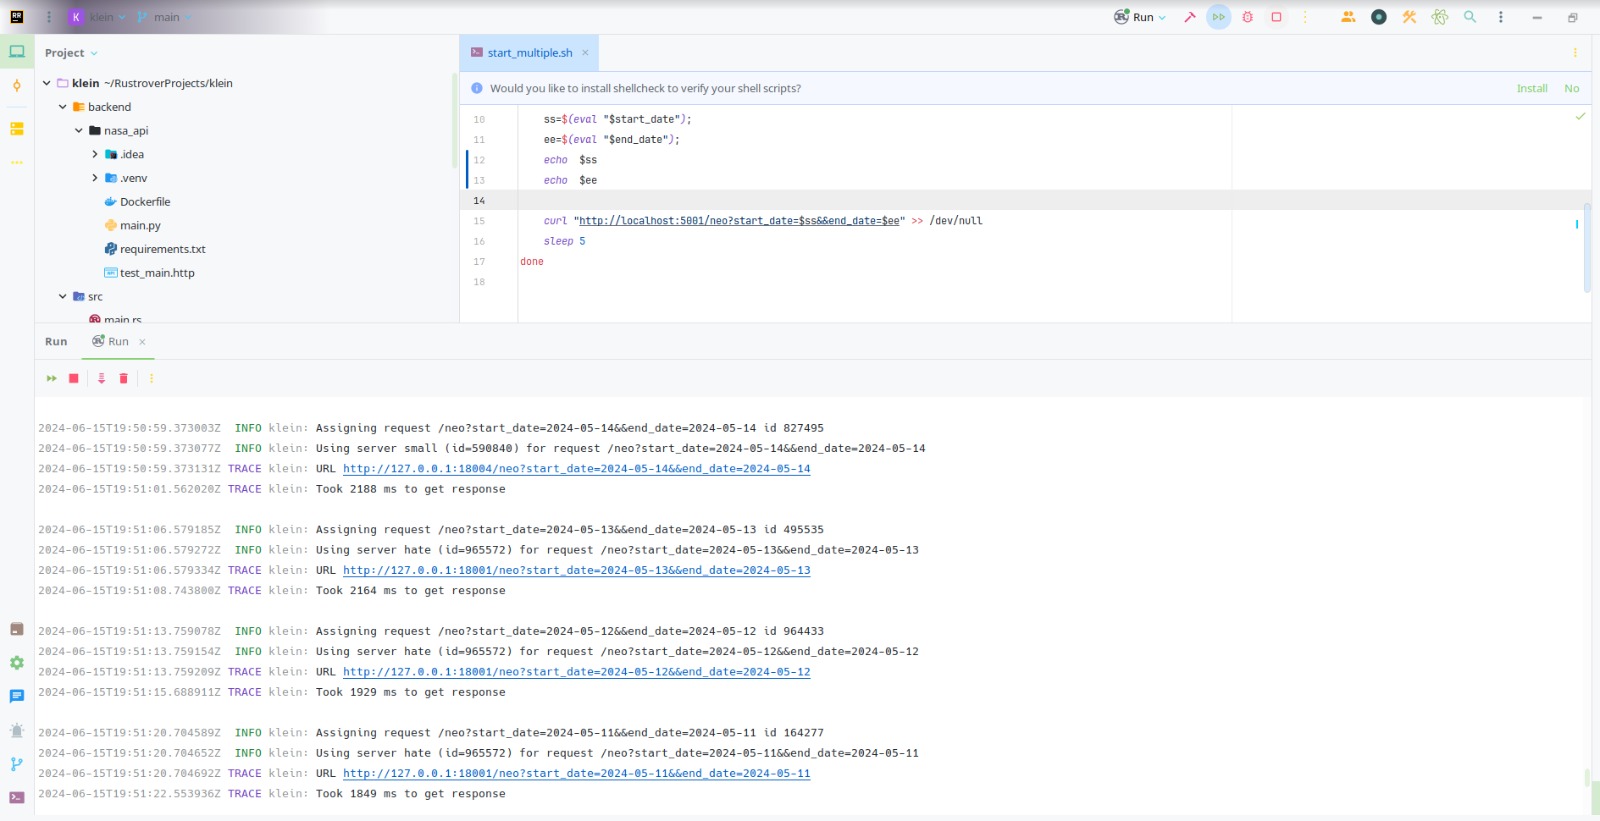 RR K klein main Run
Project
start_multiple.sh
klein ~/RustroverProjects/klein
Would you like to install shellcheck to verify your shell scripts? Install No
backend
nasa_api
.idea
.venv
Dockerfile
main.py
requirements.txt
test_main.http
src
main.rs
10 ss=$(eval "$start_date");
11 ee=$(eval "$end_date");
12 echo  $ss
13 echo  $ee
14
15 curl "http://localhost:5001/neo?start_date=$ss&&end_date=$ee" >> /dev/null
16 sleep 5
17 done
18
Run Run
2024-06-15T19:50:59.373003Z  INFO klein: Assigning request /neo?start_date=2024-05-14&&end_date=2024-05-14 id 827495
2024-06-15T19:50:59.373077Z  INFO klein: Using server small (id=590840) for request /neo?start_date=2024-05-14&&end_date=2024-05-14
2024-06-15T19:50:59.373131Z TRACE klein: URL http://127.0.0.1:18004/neo?start_date=2024-05-14&&end_date=2024-05-14
2024-06-15T19:51:01.562020Z TRACE klein: Took 2188 ms to get response
2024-06-15T19:51:06.579185Z  INFO klein: Assigning request /neo?start_date=2024-05-13&&end_date=2024-05-13 id 495535
2024-06-15T19:51:06.579272Z  INFO klein: Using server hate (id=965572) for request /neo?start_date=2024-05-13&&end_date=2024-05-13
2024-06-15T19:51:06.579334Z TRACE klein: URL http://127.0.0.1:18001/neo?start_date=2024-05-13&&end_date=2024-05-13
2024-06-15T19:51:08.743800Z TRACE klein: Took 2164 ms to get response
2024-06-15T19:51:13.759078Z  INFO klein: Assigning request /neo?start_date=2024-05-12&&end_date=2024-05-12 id 964433
2024-06-15T19:51:13.759154Z  INFO klein: Using server hate (id=965572) for request /neo?start_date=2024-05-12&&end_date=2024-05-12
2024-06-15T19:51:13.759209Z TRACE klein: URL http://127.0.0.1:18001/neo?start_date=2024-05-12&&end_date=2024-05-12
2024-06-15T19:51:15.688911Z TRACE klein: Took 1929 ms to get response
2024-06-15T19:51:20.704589Z  INFO klein: Assigning request /neo?start_date=2024-05-11&&end_date=2024-05-11 id 164277
2024-06-15T19:51:20.704652Z  INFO klein: Using server hate (id=965572) for request /neo?start_date=2024-05-11&&end_date=2024-05-11
2024-06-15T19:51:20.704692Z TRACE klein: URL http://127.0.0.1:18001/neo?start_date=2024-05-11&&end_date=2024-05-11
2024-06-15T19:51:22.553936Z TRACE klein: Took 1849 ms to get response